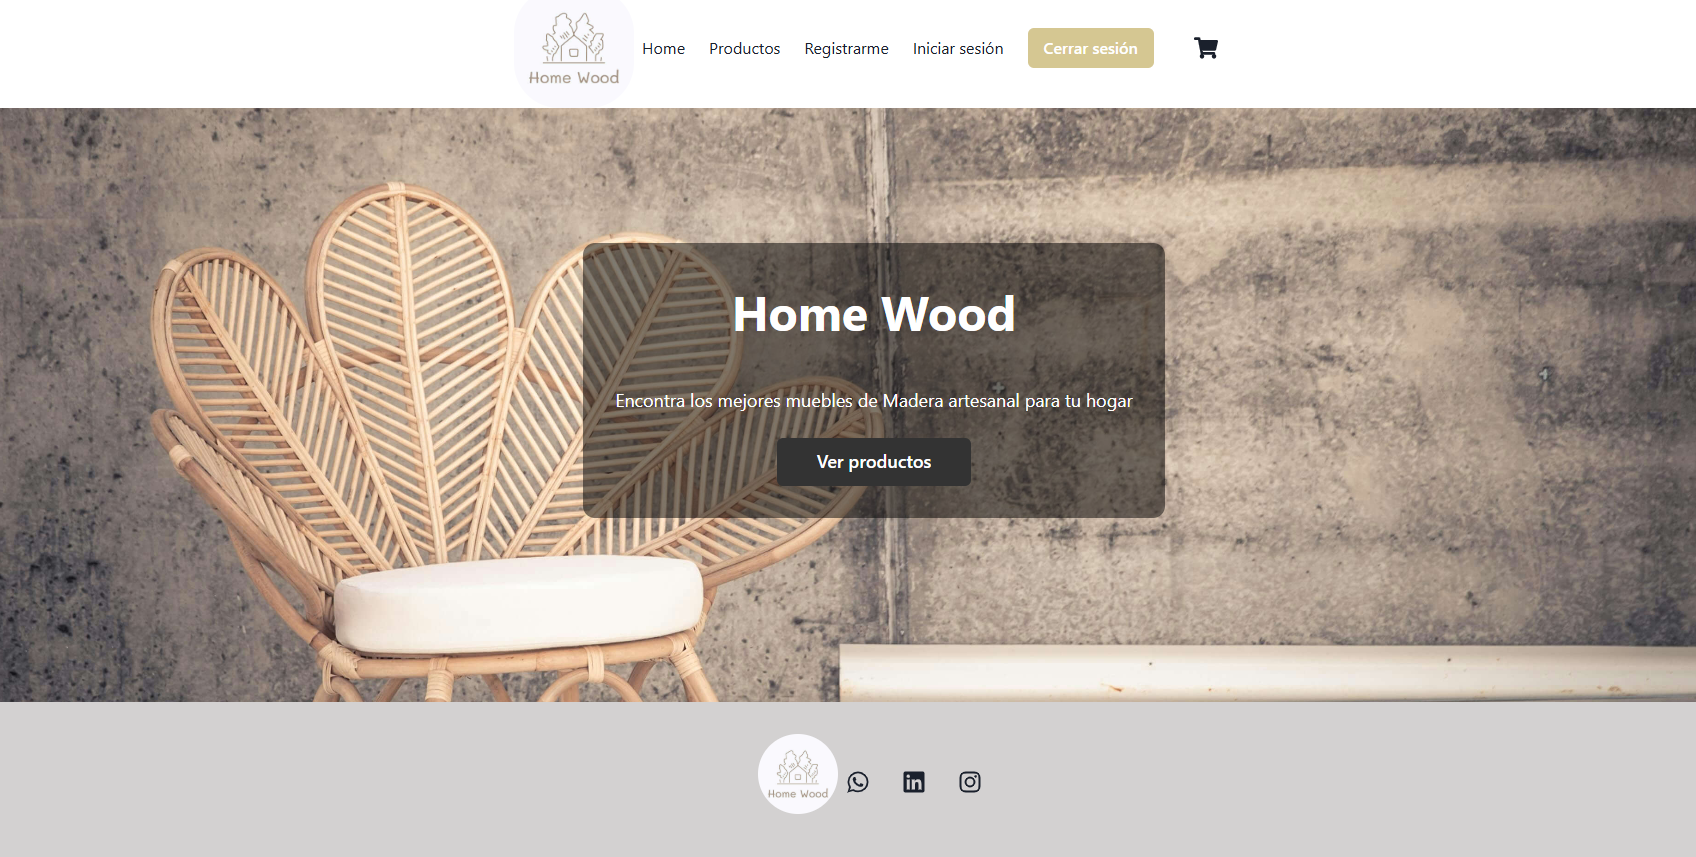 Home Wood
Home Productos Registrarme Iniciar sesión Cerrar sesión
Home Wood
Encontra los mejores muebles de Madera artesanal para tu hogar
Ver productos
Home Wood